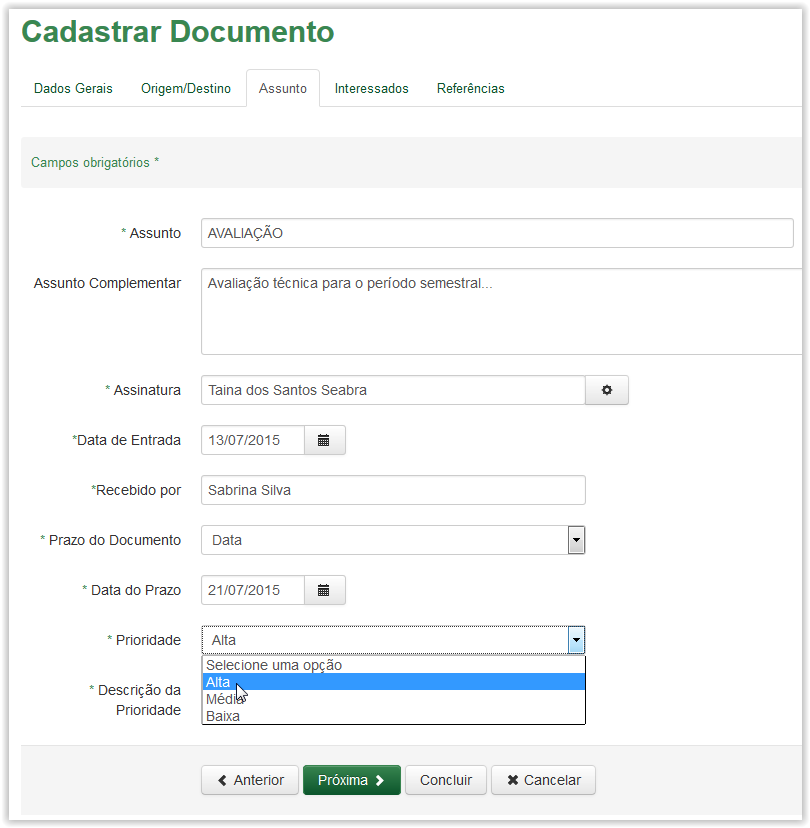 Cadastrar Documento
Dados Gerais Origem/Destino Assunto Interessados Referências
Campos obrigatórios *
* Assunto AVALIAÇÃO
Assunto Complementar Avaliação técnica para o período semestral...
* Assinatura Taina dos Santos Seabra
*Data de Entrada 13/07/2015
*Recebido por Sabrina Silva
* Prazo do Documento Data
* Data do Prazo 21/07/2015
* Prioridade Alta
Selecione uma opção
Alta
Média
Baixa
* Descrição da
Prioridade
Anterior Próxima Concluir Cancelar